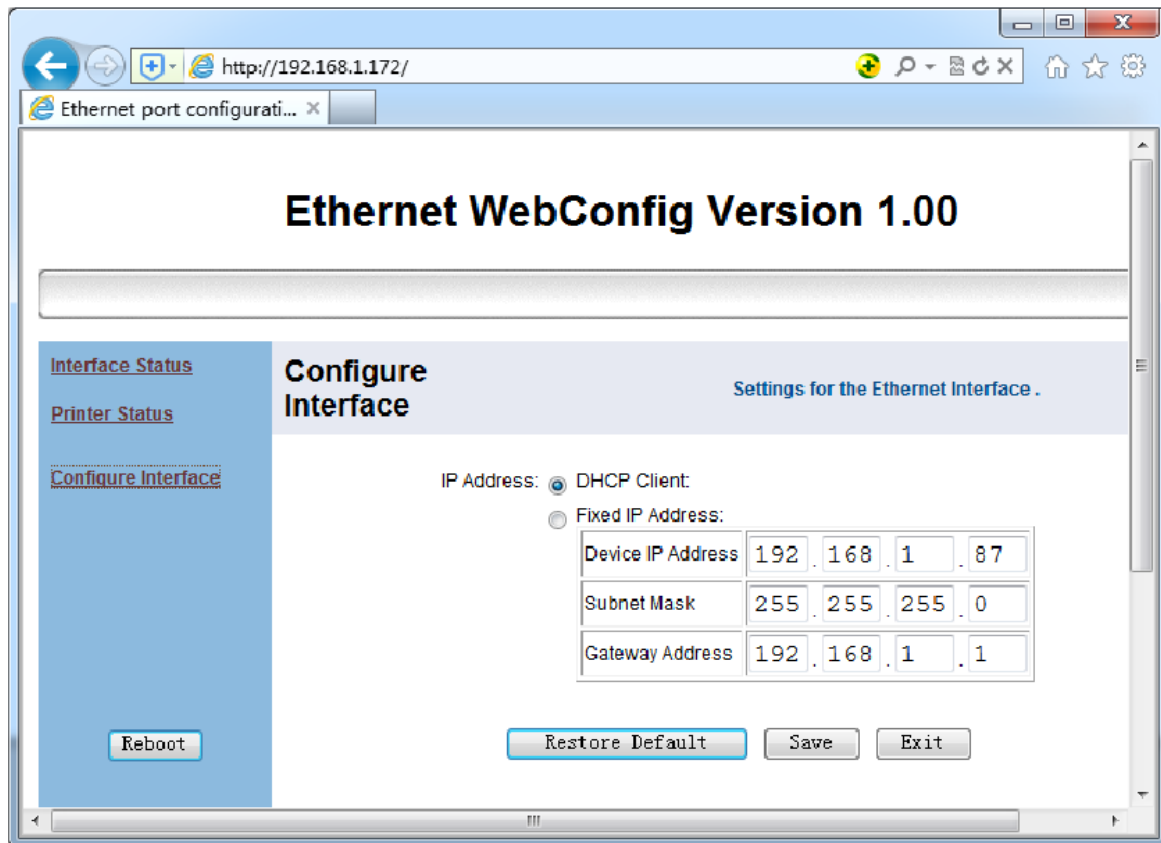 http://192.168.1.172/
Ethernet port configurati...
Ethernet WebConfig Version 1.00
Interface Status
Printer Status
Configure Interface
Configure
Interface
Settings for the Ethernet Interface .
IP Address: DHCP Client:
Fixed IP Address:
Device IP Address 192 . 168 . 1 . 87
Subnet Mask 255 . 255 . 255 . 0
Gateway Address 192 . 168 . 1 . 1
Reboot
Restore Default Save Exit